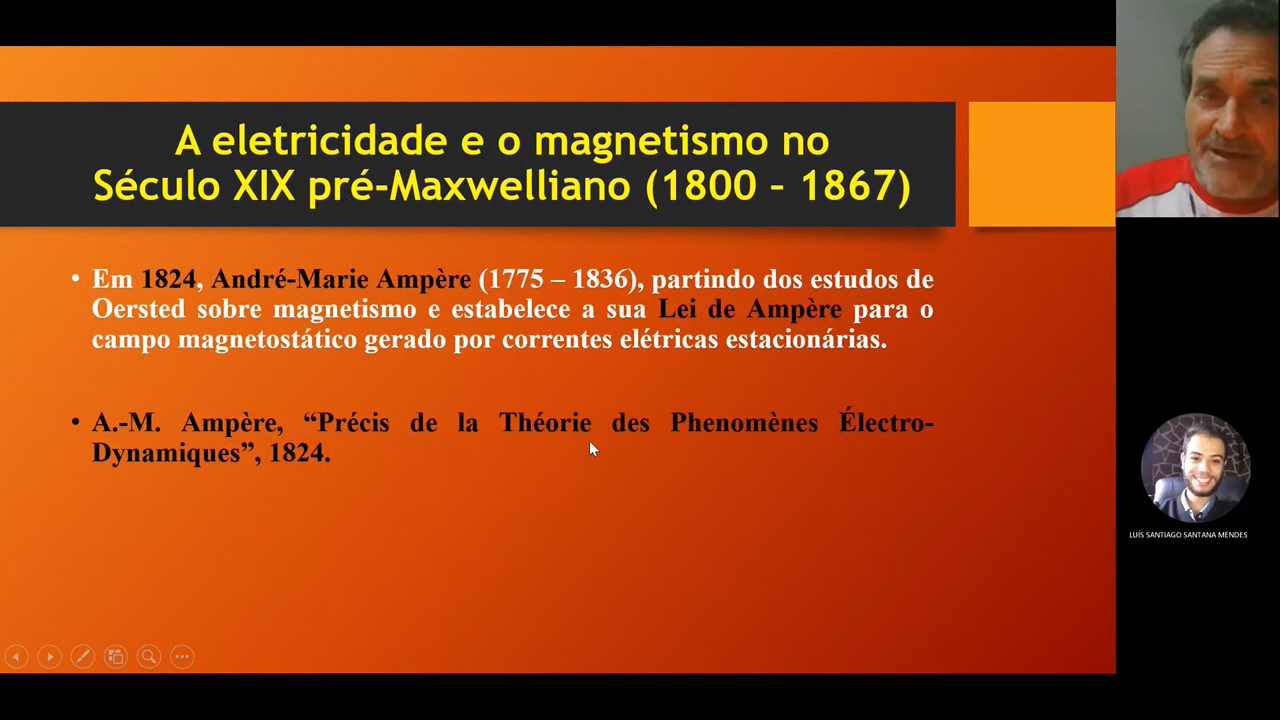 A eletricidade e o magnetismo no
Século XIX pré-Maxwelliano (1800 – 1867)
• Em 1824, André-Marie Ampère (1775 – 1836), partindo dos estudos de
Oersted sobre magnetismo e estabelece a sua Lei de Ampère para o
campo magnetostático gerado por correntes elétricas estacionárias.
• A.-M. Ampère, “Précis de la Théorie des Phenomènes Électro-
Dynamiques”, 1824.
LUÍS SANTIAGO SANTANA MENDES